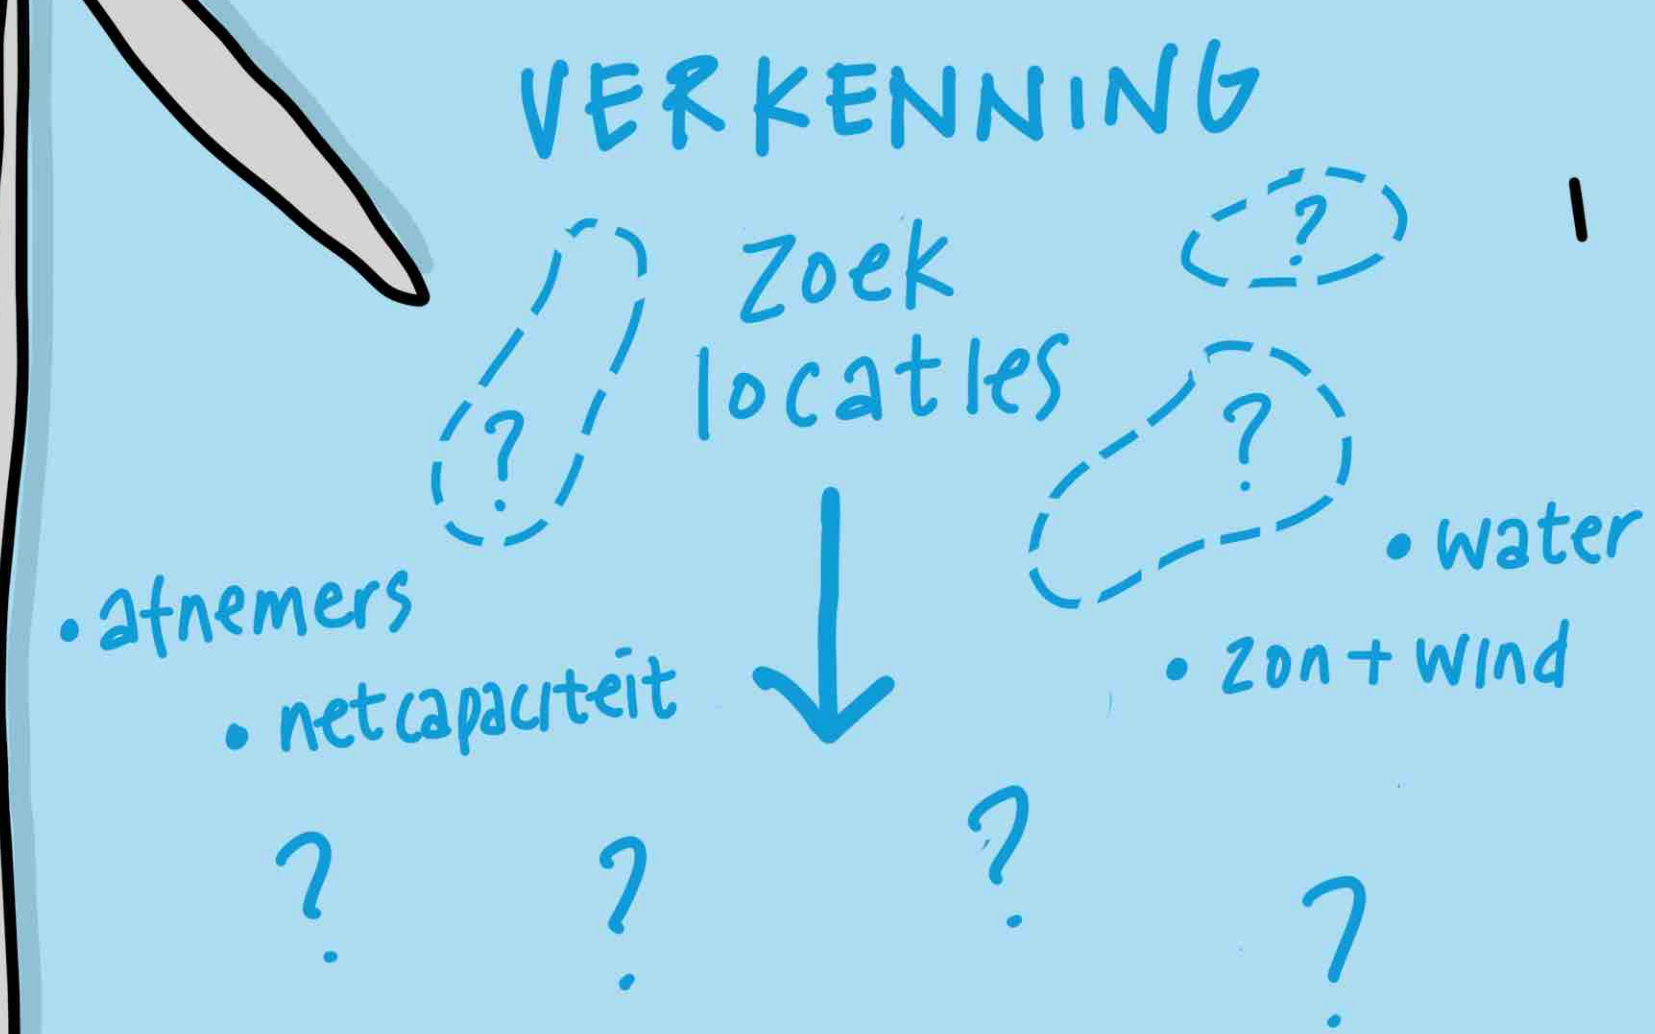 VERKENNING
?
zoek
locaties
?
?
• water
• afnemers
• zon + wind
• netcapaciteit
? ? ? ?